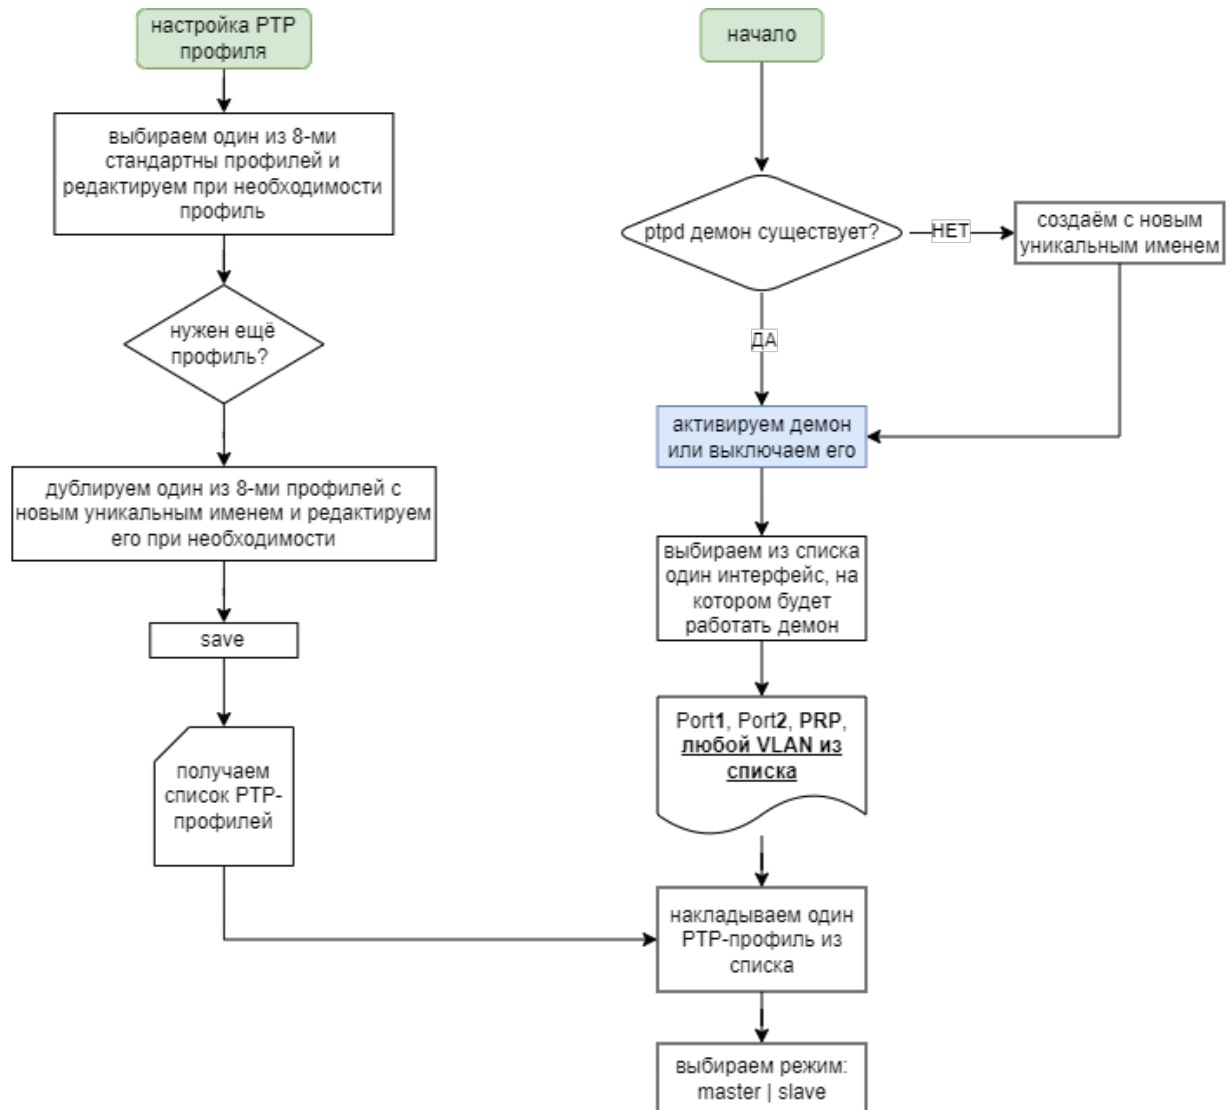 настройка PTP
профиля
выбираем один из 8-ми
стандартны профилей и
редактируем при необходимости
профиль
нужен ещё
профиль?
дублируем один из 8-ми профилей с
новым уникальным именем и редактируем
его при необходимости
save
получаем
список PTP-
профилей
начало
ptpd демон существует?
НЕТ
создаём с новым
уникальным именем
ДА
активируем демон
или выключаем его
выбираем из списка
один интерфейс, на
котором будет
работать демон
Port1, Port2, PRP,
любой VLAN из
списка
накладываем один
PTP-профиль из
списка
выбираем режим:
master | slave